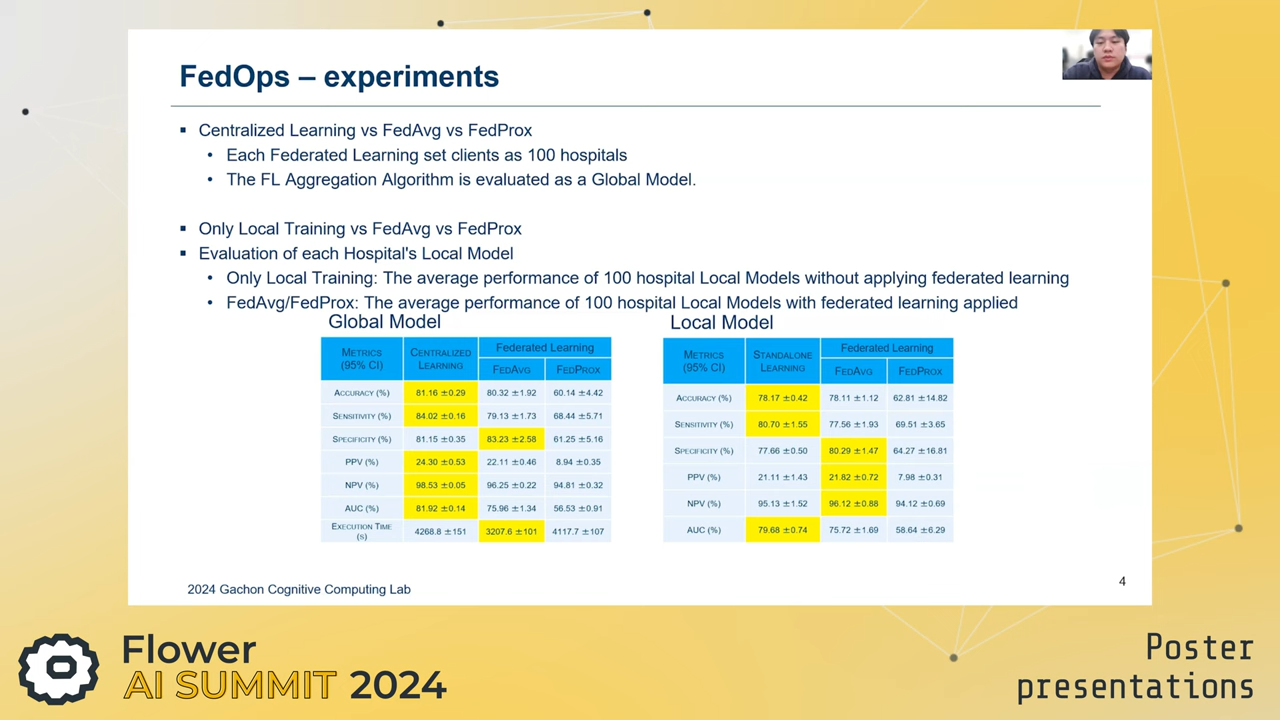 FedOps – experiments
▪ Centralized Learning vs FedAvg vs FedProx
• Each Federated Learning set clients as 100 hospitals
• The FL Aggregation Algorithm is evaluated as a Global Model.
▪ Only Local Training vs FedAvg vs FedProx
▪ Evaluation of each Hospital's Local Model
• Only Local Training: The average performance of 100 hospital Local Models without applying federated learning
• FedAvg/FedProx: The average performance of 100 hospital Local Models with federated learning applied
Global Model
METRICS (95% CI) CENTRALIZED LEARNING Federated Learning
FEDAVG FEDPROX
ACCURACY (%) 81.16 ±0.29 80.32 ±1.92 60.14 ±4.42
SENSITIVITY (%) 84.02 ±0.16 79.13 ±1.73 68.44 ±5.71
SPECIFICITY (%) 81.15 ±0.35 83.23 ±2.58 61.25 ±5.16
PPV (%) 24.30 ±0.53 22.11 ±0.46 8.94 ±0.35
NPV (%) 98.53 ±0.05 96.25 ±0.22 94.81 ±0.32
AUC (%) 81.92 ±0.14 75.96 ±1.34 56.53 ±0.91
EXECUTION TIME (S) 4268.8 ±151 3207.6 ±101 4117.7 ±107
Local Model
METRICS (95% CI) STANDALONE LEARNING Federated Learning
FEDAVG FEDPROX
ACCURACY (%) 78.17 ±0.42 78.11 ±1.12 62.81 ±14.82
SENSITIVITY (%) 80.70 ±1.55 77.56 ±1.93 69.51 ±3.65
SPECIFICITY (%) 77.66 ±0.50 80.29 ±1.47 64.27 ±16.81
PPV (%) 21.11 ±1.43 21.82 ±0.72 7.98 ±0.31
NPV (%) 95.13 ±1.52 96.12 ±0.88 94.12 ±0.69
AUC (%) 79.68 ±0.74 75.72 ±1.69 58.64 ±6.29
2024 Gachon Cognitive Computing Lab
4
Flower
AI SUMMIT 2024
Poster
presentations